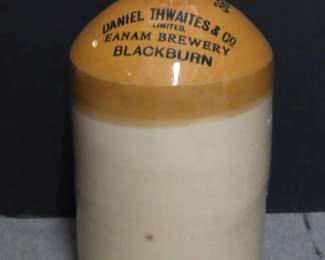 DANIEL THWAITES & Co.
LIMITED.
EANAM BREWERY
BLACKBURN